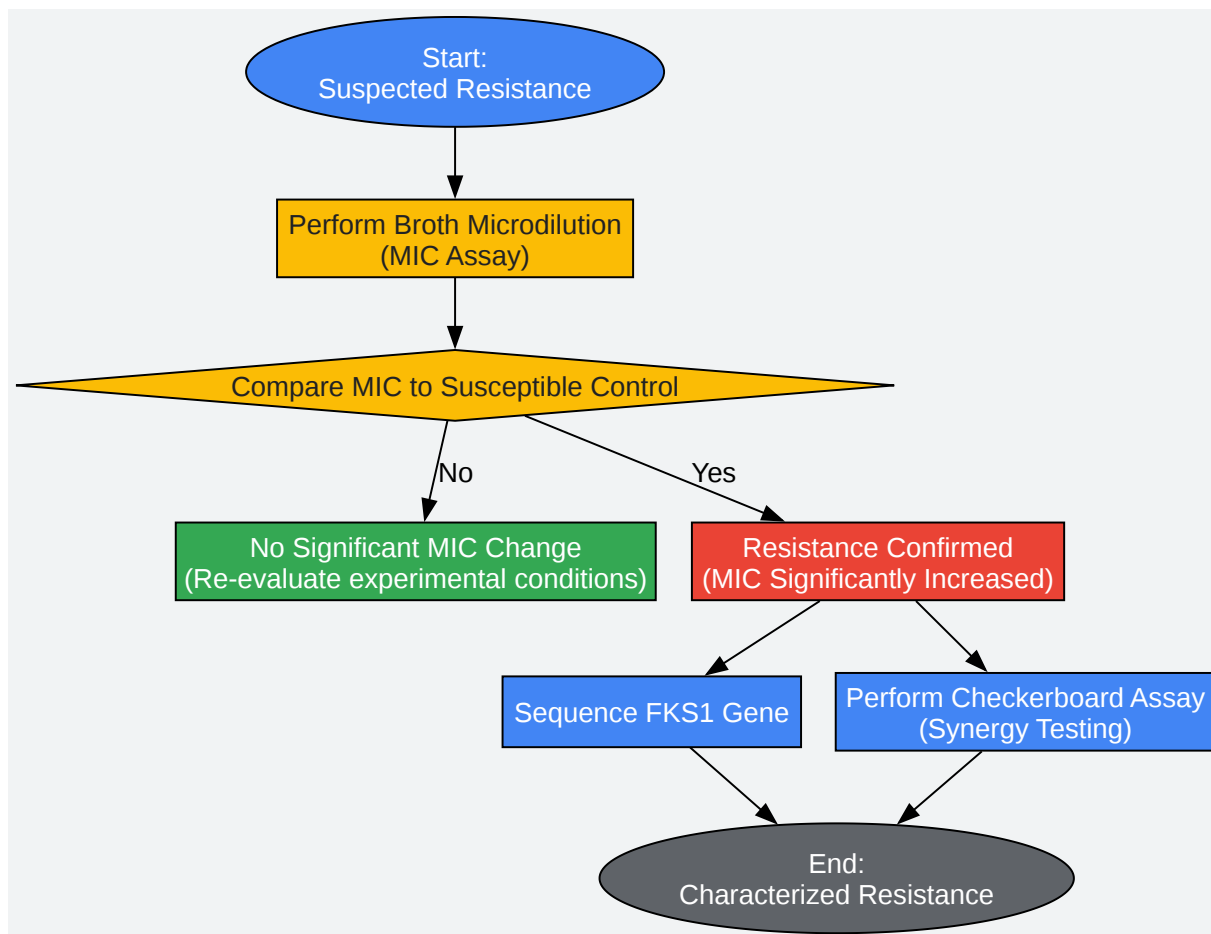 Start:
Suspected Resistance
Perform Broth Microdilution
(MIC Assay)
Compare MIC to Susceptible Control
No
Yes
No Significant MIC Change
(Re-evaluate experimental conditions)
Resistance Confirmed
(MIC Significantly Increased)
Sequence FKS1 Gene
Perform Checkerboard Assay
(Synergy Testing)
End:
Characterized Resistance